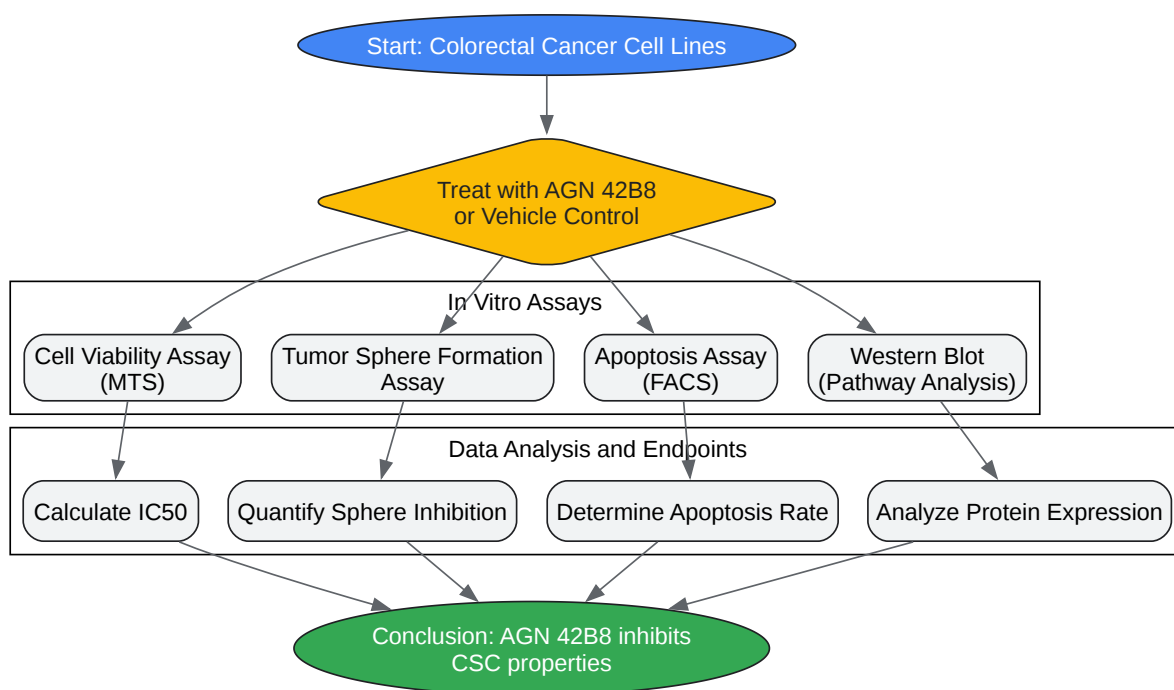 Start: Colorectal Cancer Cell Lines
Treat with AGN 42B8
or Vehicle Control
In Vitro Assays
Cell Viability Assay
(MTS)
Tumor Sphere Formation
Assay
Apoptosis Assay
(FACS)
Western Blot
(Pathway Analysis)
Data Analysis and Endpoints
Calculate IC50
Quantify Sphere Inhibition
Determine Apoptosis Rate
Analyze Protein Expression
Conclusion: AGN 42B8 inhibits
CSC properties